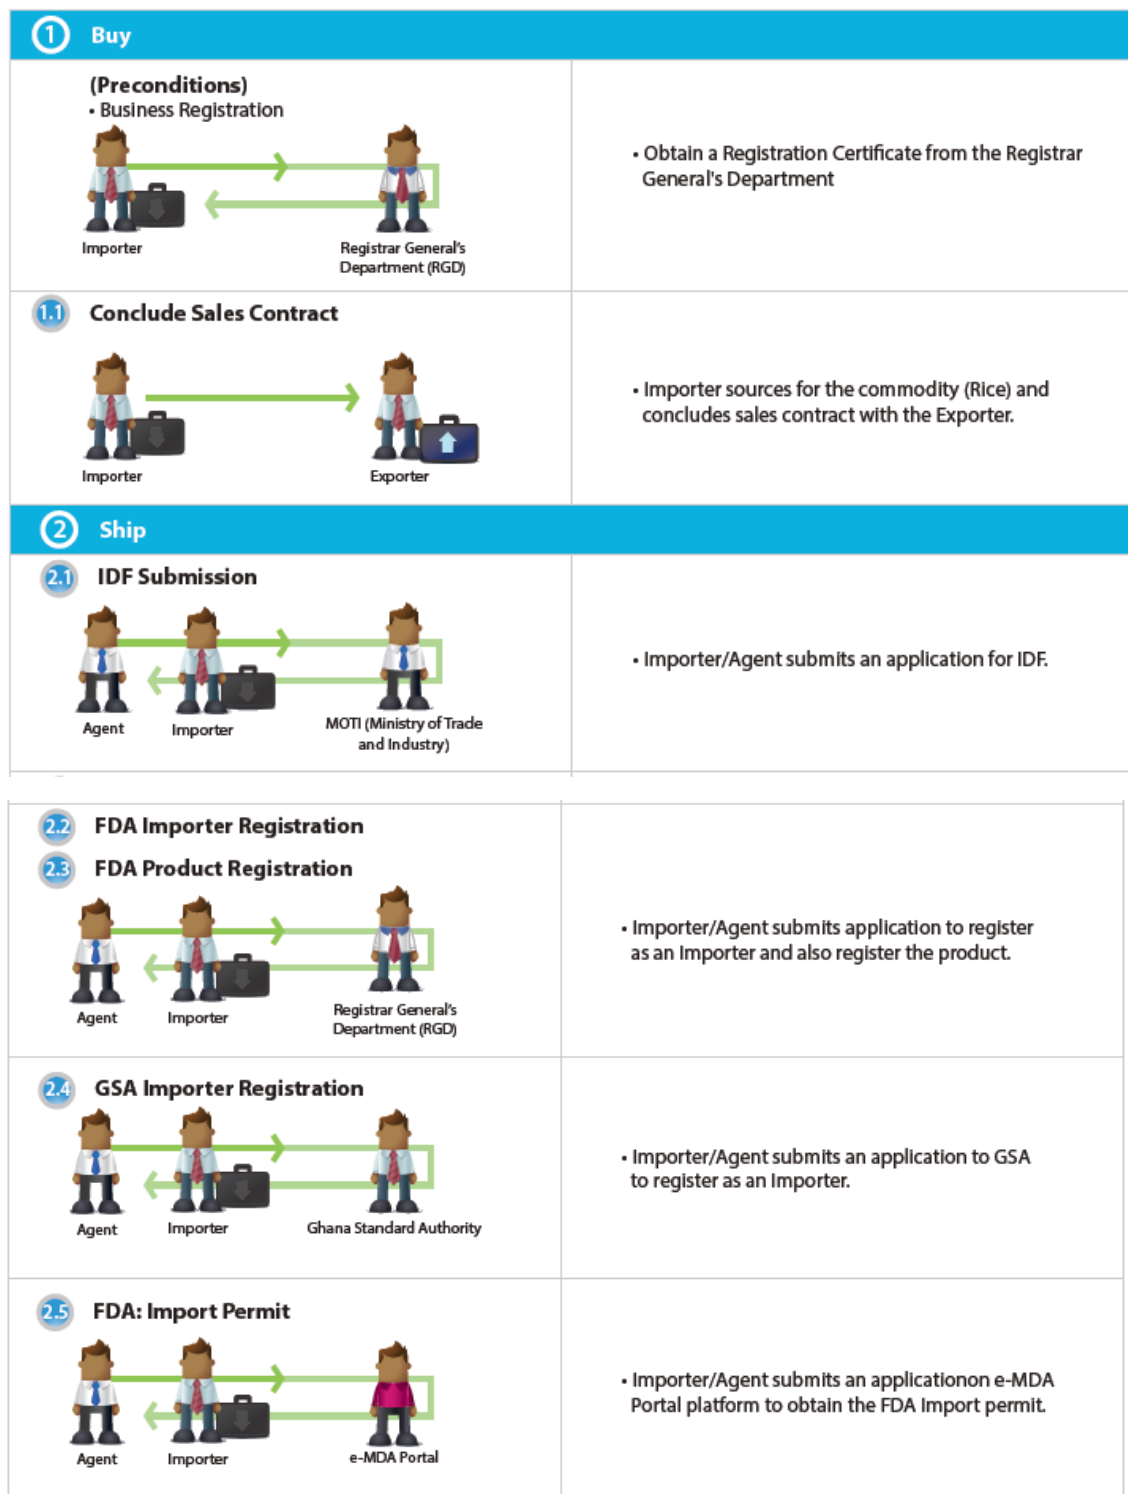 1 Buy
(Preconditions)
• Business Registration
Importer
Registrar General's
Department (RGD)
• Obtain a Registration Certificate from the Registrar
General's Department
1.1 Conclude Sales Contract
Importer
Exporter
• Importer sources for the commodity (Rice) and
concludes sales contract with the Exporter.
2 Ship
2.1 IDF Submission
Agent
Importer
MOTI (Ministry of Trade
and Industry)
• Importer/Agent submits an application for IDF.
2.2 FDA Importer Registration
2.3 FDA Product Registration
Agent
Importer
Registrar General's
Department (RGD)
• Importer/Agent submits application to register
as an Importer and also register the product.
2.4 GSA Importer Registration
Agent
Importer
Ghana Standard Authority
• Importer/Agent submits an application to GSA
to register as an Importer.
2.5 FDA: Import Permit
Agent
Importer
e-MDA Portal
• Importer/Agent submits an applicationon e-MDA
Portal platform to obtain the FDA Import permit.